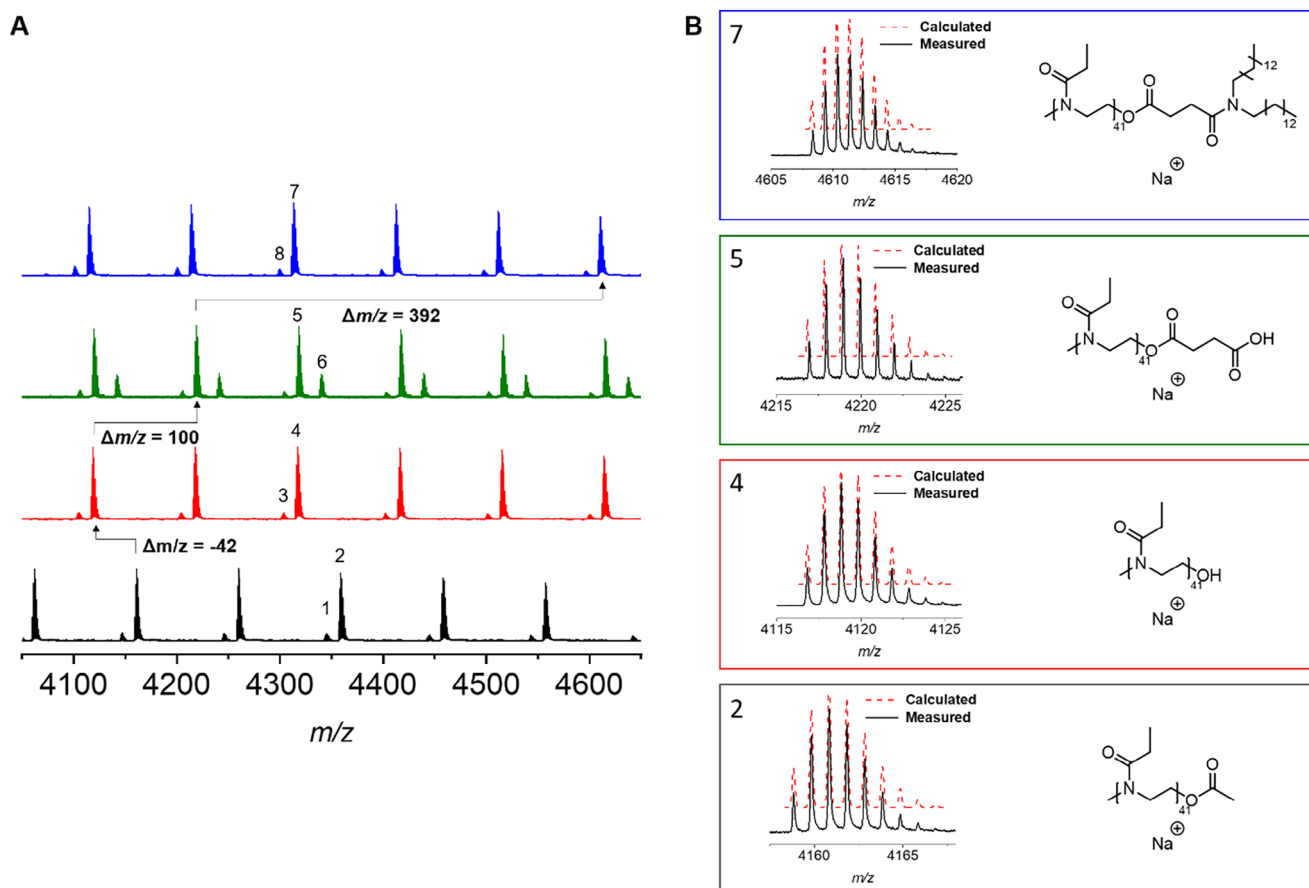 A
7
8
Δm/z = 392
5
6
Δm/z = 100
4
3
Δm/z = -42
2
1
4100 4200 4300 4400 4500 4600
m/z
B
7
Calculated
Measured
4605 4610 4615 4620
m/z
O
N
41
O
O
O
N
12
12
Na
+
5
Calculated
Measured
4215 4220 4225
m/z
O
N
41
O
O
OH
O
Na
+
4
Calculated
Measured
4115 4120 4125
m/z
O
N
41
OH
Na
+
2
Calculated
Measured
4160 4165
m/z
O
N
41
O
O
Na
+